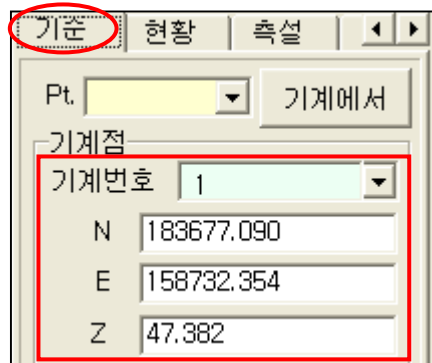 기준 현황 측설
Pt. 기계에서
기계점
기계번호 1
N 183677.090
E 158732.354
Z 47.382